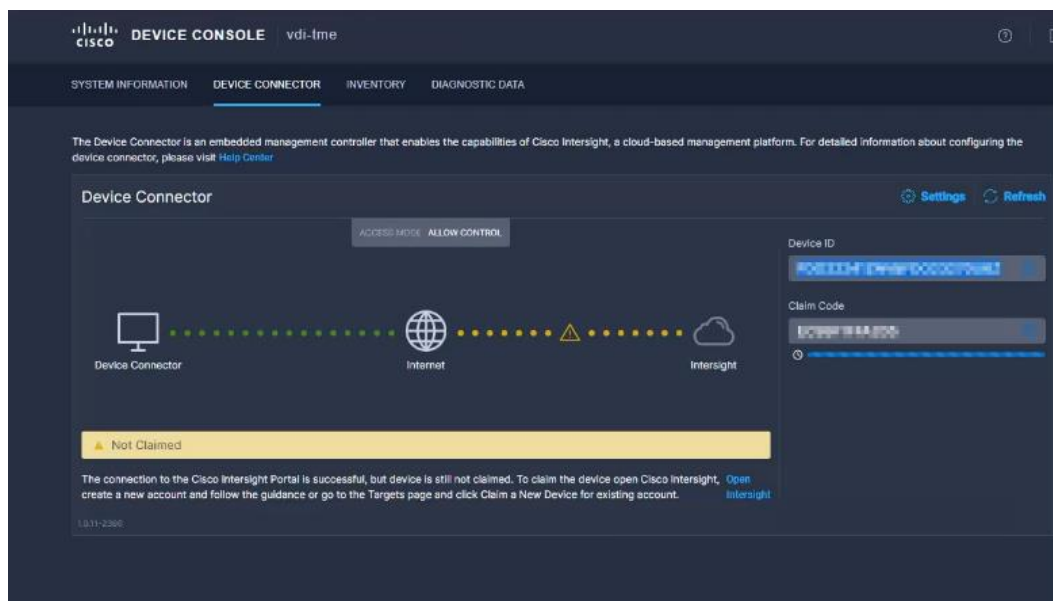 CISCO DEVICE CONSOLE vdi-tme
SYSTEM INFORMATION DEVICE CONNECTOR INVENTORY DIAGNOSTIC DATA
The Device Connector is an embedded management controller that enables the capabilities of Cisco Intersight, a cloud-based management platform. For detailed information about configuring the
device connector, please visit Help Center
Device Connector
Settings Refresh
ACCESS MODE ALLOW CONTROL
Device ID
Claim Code
Device Connector
Internet
Intersight
Not Claimed
The connection to the Cisco Intersight Portal is successful, but device is still not claimed. To claim the device open Cisco Intersight, Open
create a new account and follow the guidance or go to the Targets page and click Claim a New Device for existing account. Intersight